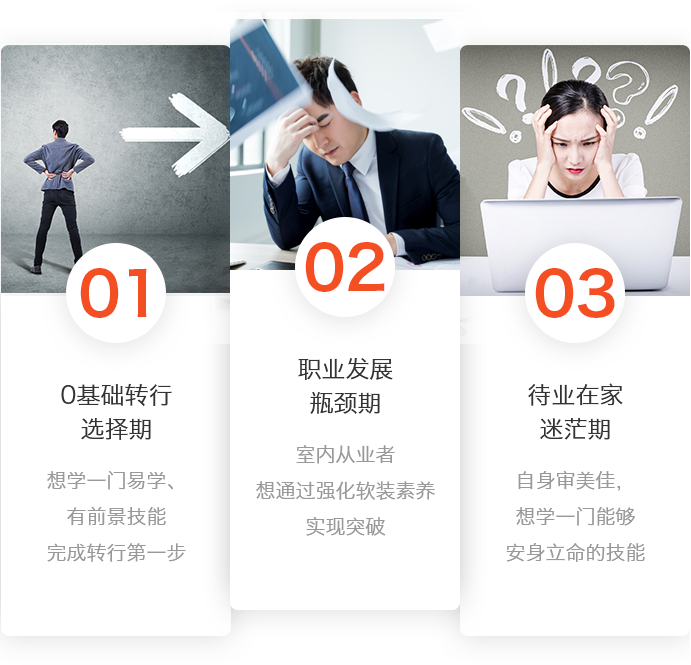 01
0基础转行
选择期
想学一门易学、
有前景技能
完成转行第一步
02
职业发展
瓶颈期
室内从业者
想通过强化软装素养
实现突破
03
待业在家
迷茫期
自身审美佳,
想学一门能够
安身立命的技能